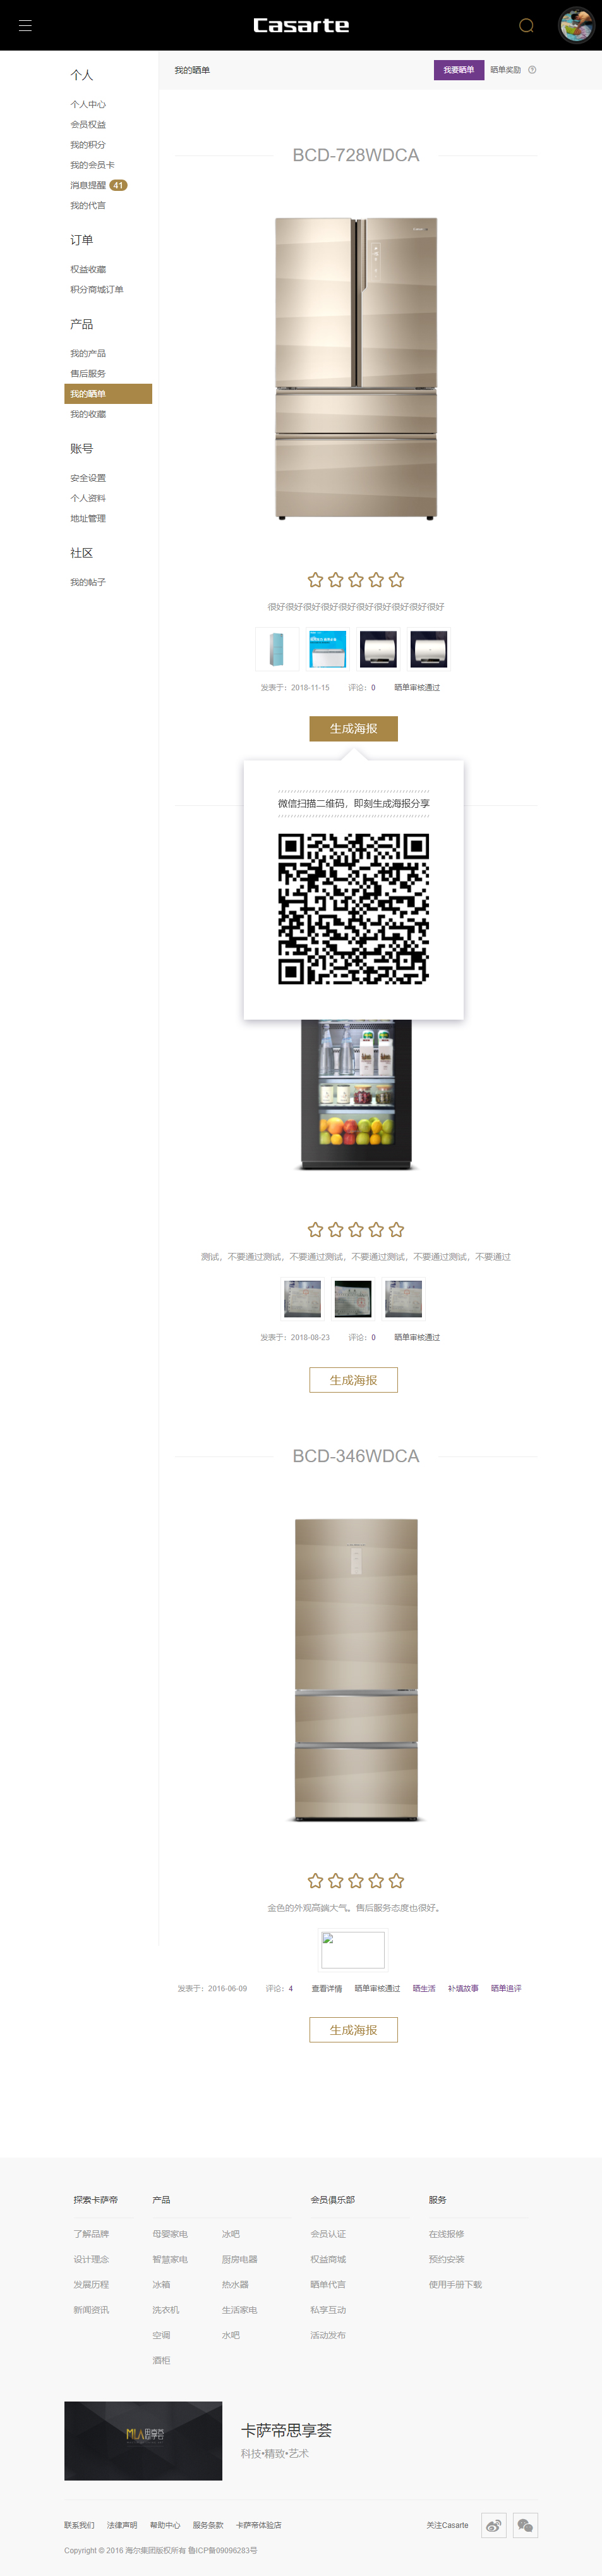 Casarte
个人
个人中心
会员权益
我的积分
我的会员卡
消息提醒 41
我的代言
订单
权益收藏
积分商城订单
产品
我的产品
售后服务
我的晒单
我的收藏
账号
安全设置
个人资料
地址管理
社区
我的帖子
我的晒单 我要晒单 晒单奖励
BCD-728WDCA
很好很好很好很好很好很好很好很好很好很好
发表于：2018-11-15 评论：0 晒单审核通过
生成海报
微信扫描二维码，即刻生成海报分享
测试，不要通过测试，不要通过测试，不要通过测试，不要通过测试，不要通过
发表于：2018-08-23 评论：0 晒单审核通过
生成海报
BCD-346WDCA
金色的外观高端大气。售后服务态度也很好。
发表于：2016-06-09 评论：4 查看详情 晒单审核通过 晒生活 补填故事 晒单追评
生成海报
探索卡萨帝 产品 会员俱乐部 服务
了解品牌 母婴家电 冰吧 会员认证 在线报修
设计理念 智慧家电 厨房电器 权益商城 预约安装
发展历程 冰箱 热水器 晒单代言 使用手册下载
新闻资讯 洗衣机 生活家电 私享互动
空调 水吧 活动发布
酒柜
MLA思享荟
卡萨帝思享荟
科技•精致•艺术
联系我们 法律声明 帮助中心 服务条款 卡萨帝体验店 关注Casarte
Copyright © 2016 海尔集团版权所有 鲁ICP备09096283号